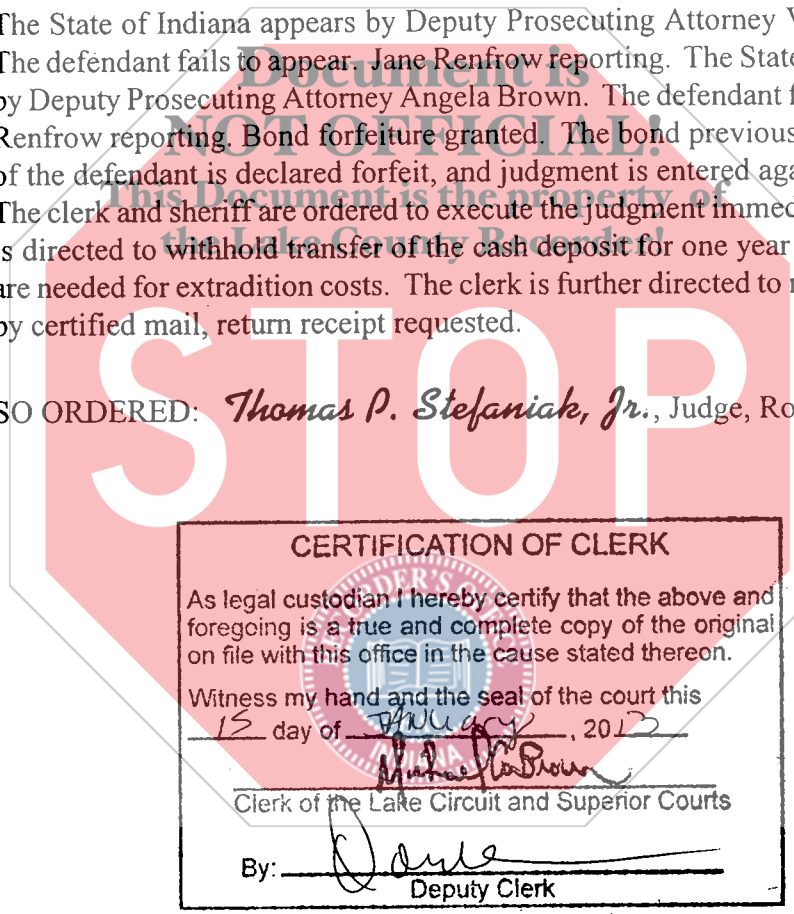 The State of Indiana appears by Deputy Prosecuting Attorney V
The defendant fails to appear. Jane Renfrow reporting. The State
by Deputy Prosecuting Attorney Angela Brown. The defendant f
Renfrow reporting. Bond forfeiture granted. The bond previous
of the defendant is declared forfeit, and judgment is entered aga
The clerk and sheriff are ordered to execute the judgment immed
is directed to withhold transfer of the cash deposit for one year
are needed for extradition costs. The clerk is further directed to
by certified mail, return receipt requested.
Document is
NOT OFFICIAL!
This Document is the property of
the Lake County Recorder!
STOP
SO ORDERED: Thomas P. Stefaniak, Jr., Judge, Ro
CERTIFICATION OF CLERK
As legal custodian I hereby certify that the above and
foregoing is a true and complete copy of the original
on file with this office in the cause stated thereon.
Witness my hand and the seal of the court this
15 day of January, 2013
Clerk of the Lake Circuit and Superior Courts
By:
Deputy Clerk
RECORDER'S OFFICE
INDIANA